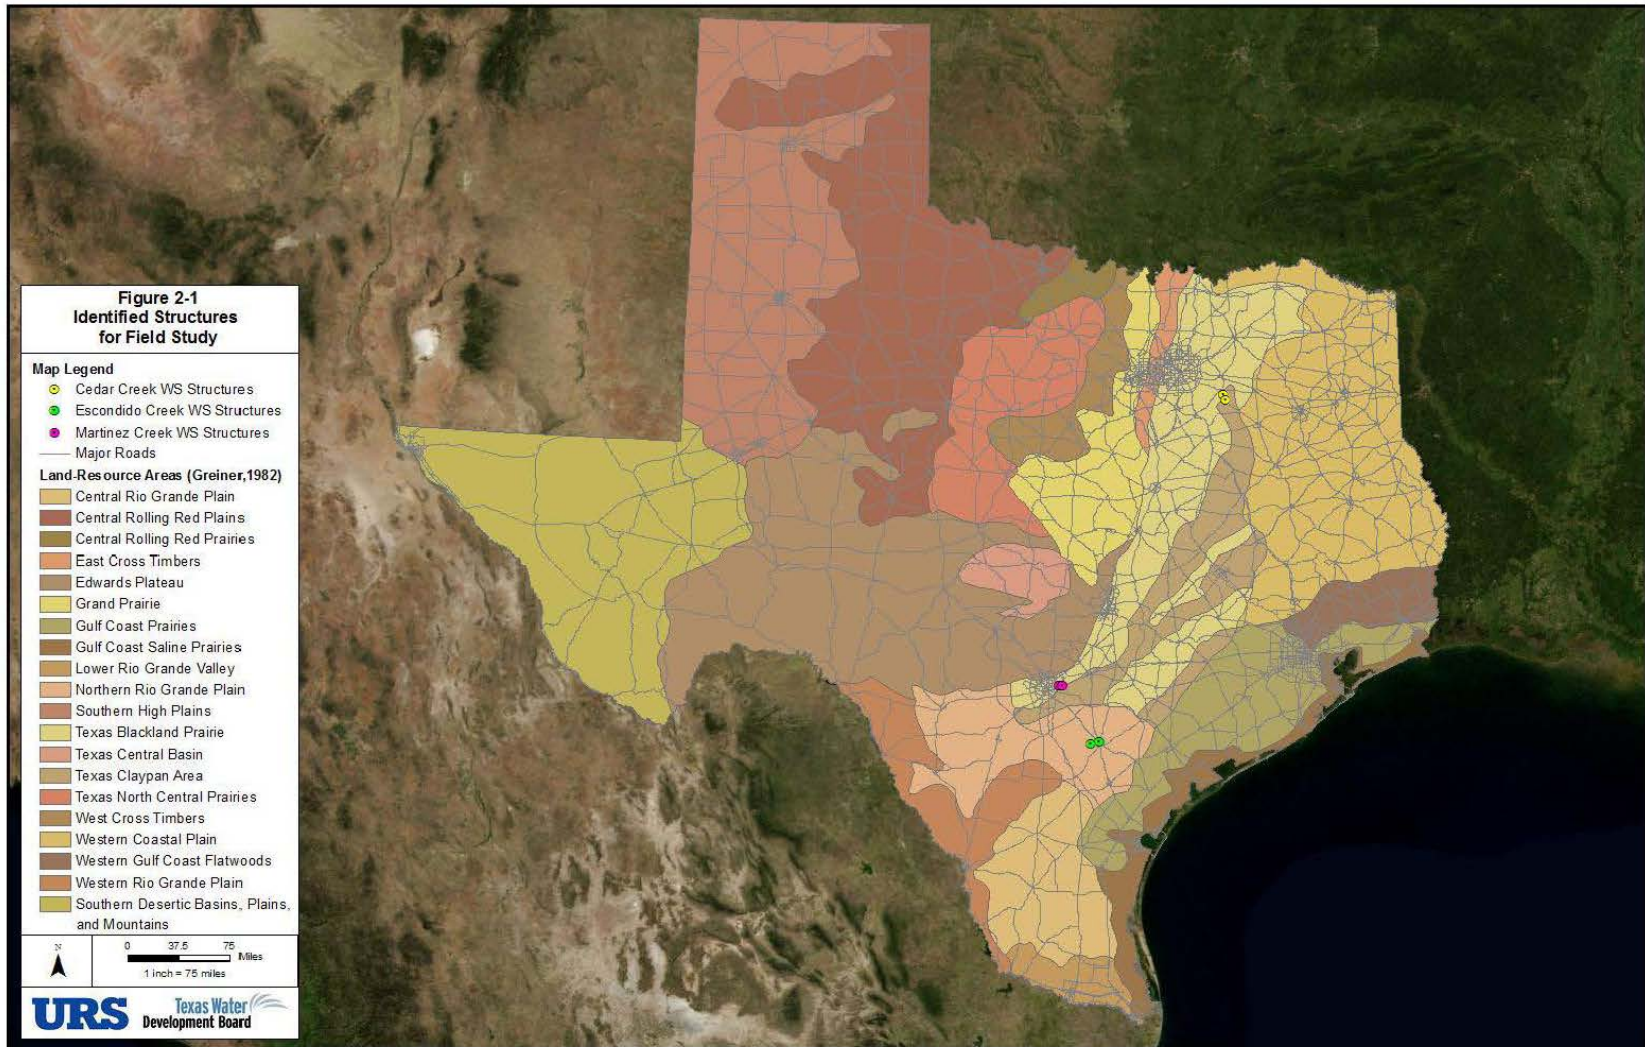 Figure 2-1
Identified Structures
for Field Study
Map Legend
Cedar Creek WS Structures
Escondido Creek WS Structures
Martinez Creek WS Structures
Major Roads
Land-Resource Areas (Greiner,1982)
Central Rio Grande Plain
Central Rolling Red Plains
Central Rolling Red Prairies
East Cross Timbers
Edwards Plateau
Grand Prairie
Gulf Coast Prairies
Gulf Coast Saline Prairies
Lower Rio Grande Valley
Northern Rio Grande Plain
Southern High Plains
Texas Blackland Prairie
Texas Central Basin
Texas Claypan Area
Texas North Central Prairies
West Cross Timbers
Western Coastal Plain
Western Gulf Coast Flatwoods
Western Rio Grande Plain
Southern Desertic Basins, Plains,
and Mountains
N
0 37.5 75
Miles
1 inch = 75 miles
URS
Texas Water
Development Board